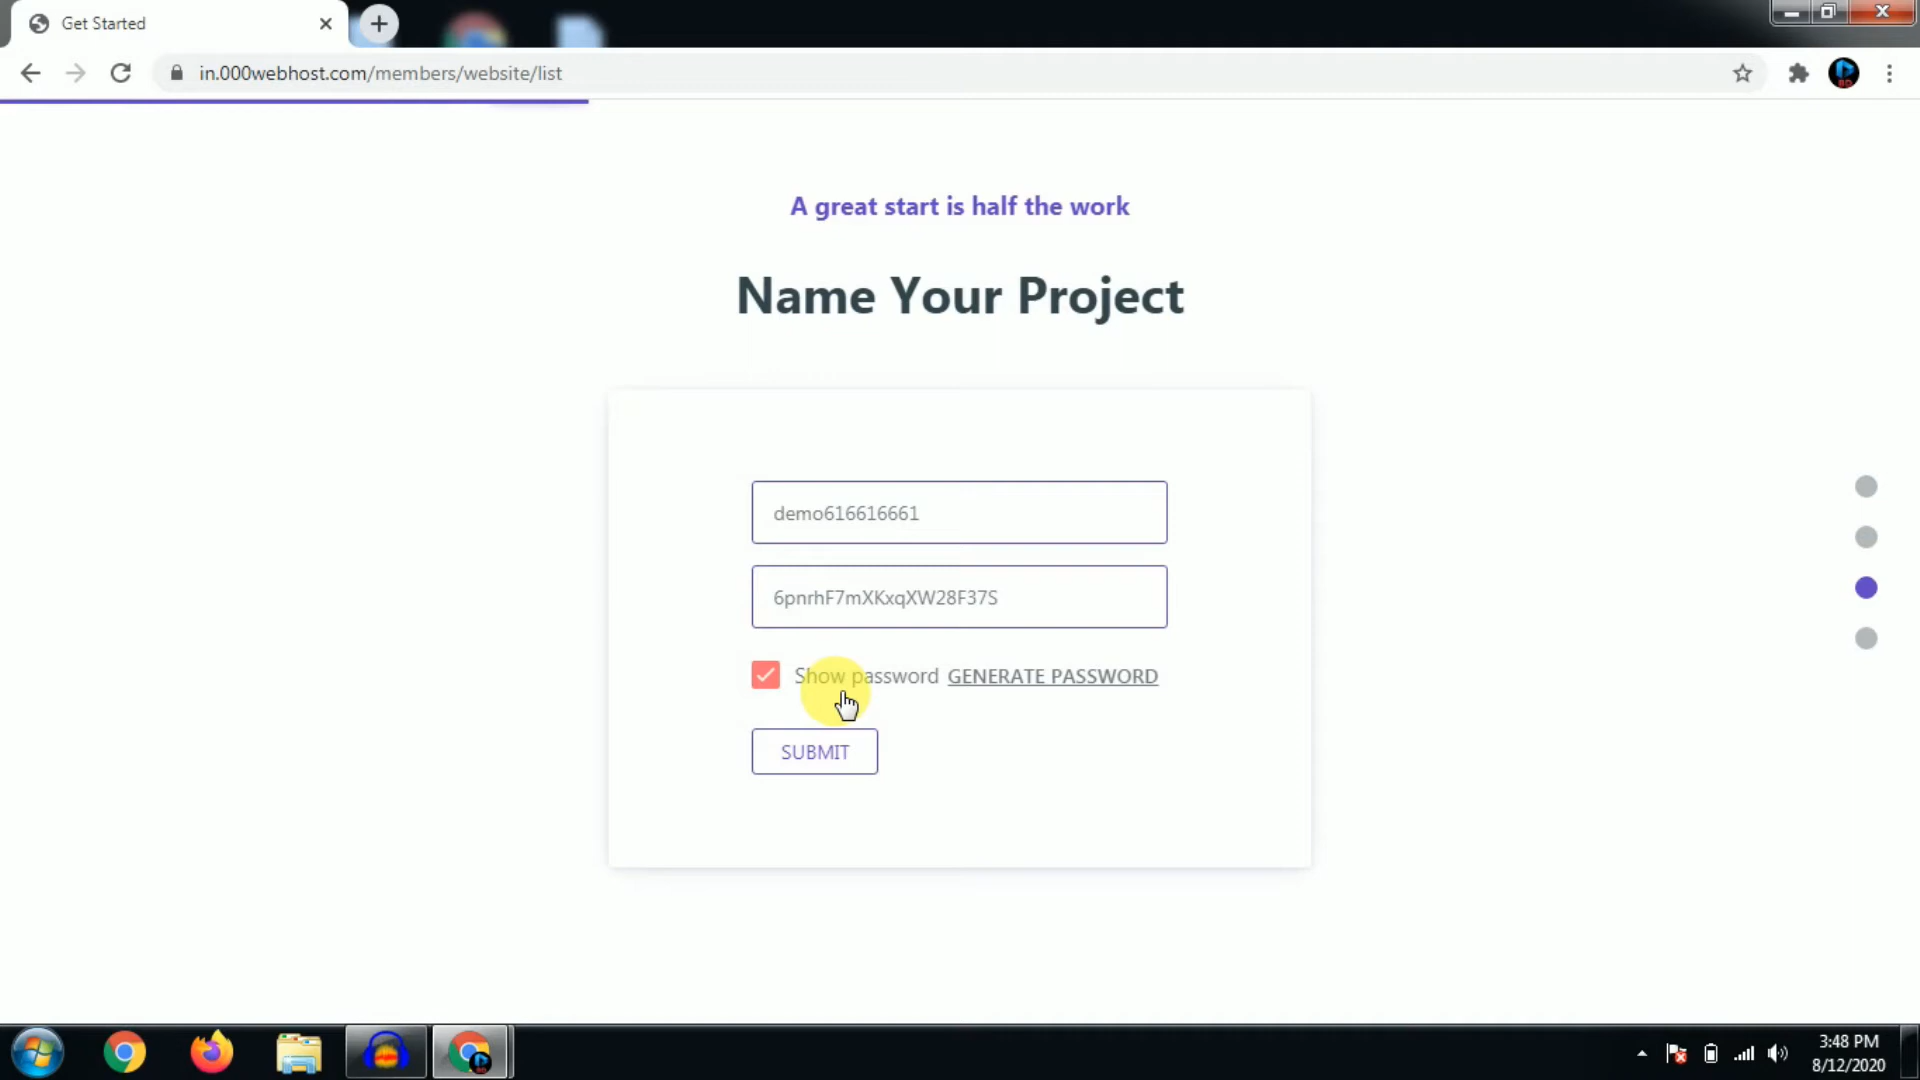 Get Started
in.000webhost.com/members/website/list
A great start is half the work
Name Your Project
demo616616661
6pnrhF7mXKxqXW28F37S
Show password GENERATE PASSWORD
SUBMIT
3:48 PM
8/12/2020